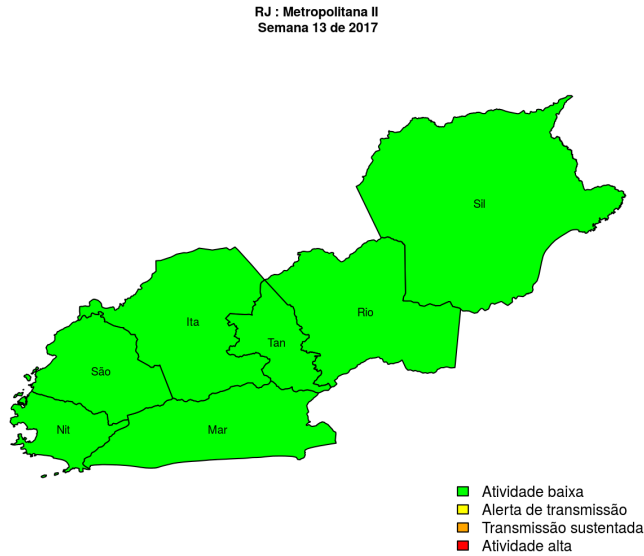 RJ : Metropolitana II
Semana 13 de 2017
Sil
Rio
Ita
Tan
São
Nit
Mar
Atividade baixa
Alerta de transmissão
Transmissão sustentada
Atividade alta